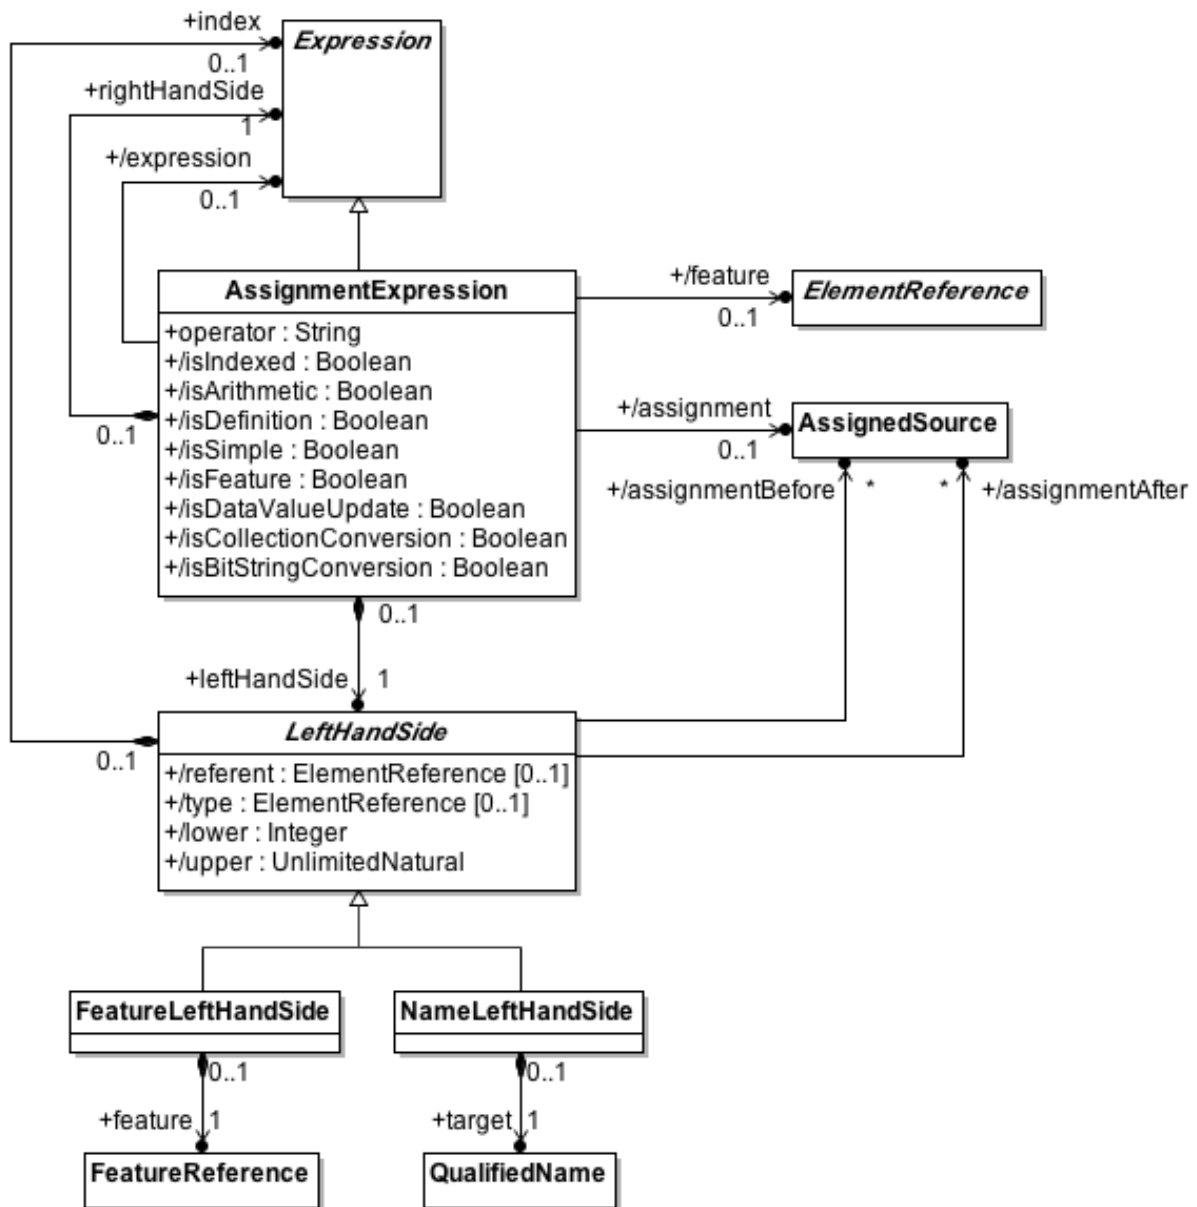 +index
0..1
Expression
+rightHandSide
1
+/expression
0..1
AssignmentExpression
+operator : String
+/isIndexed : Boolean
+/isArithmetic : Boolean
+/isDefinition : Boolean
+/isSimple : Boolean
+/isFeature : Boolean
+/isDataValueUpdate : Boolean
+/isCollectionConversion : Boolean
+/isBitStringConversion : Boolean
0..1
+/feature
0..1
ElementReference
+/assignment
0..1
AssignedSource
+/assignmentBefore
*
*
+/assignmentAfter
0..1
+leftHandSide
1
LeftHandSide
0..1
+/referent : ElementReference [0..1]
+/type : ElementReference [0..1]
+/lower : Integer
+/upper : UnlimitedNatural
FeatureLeftHandSide
NameLeftHandSide
0..1
0..1
+feature
1
+target
1
FeatureReference
QualifiedName